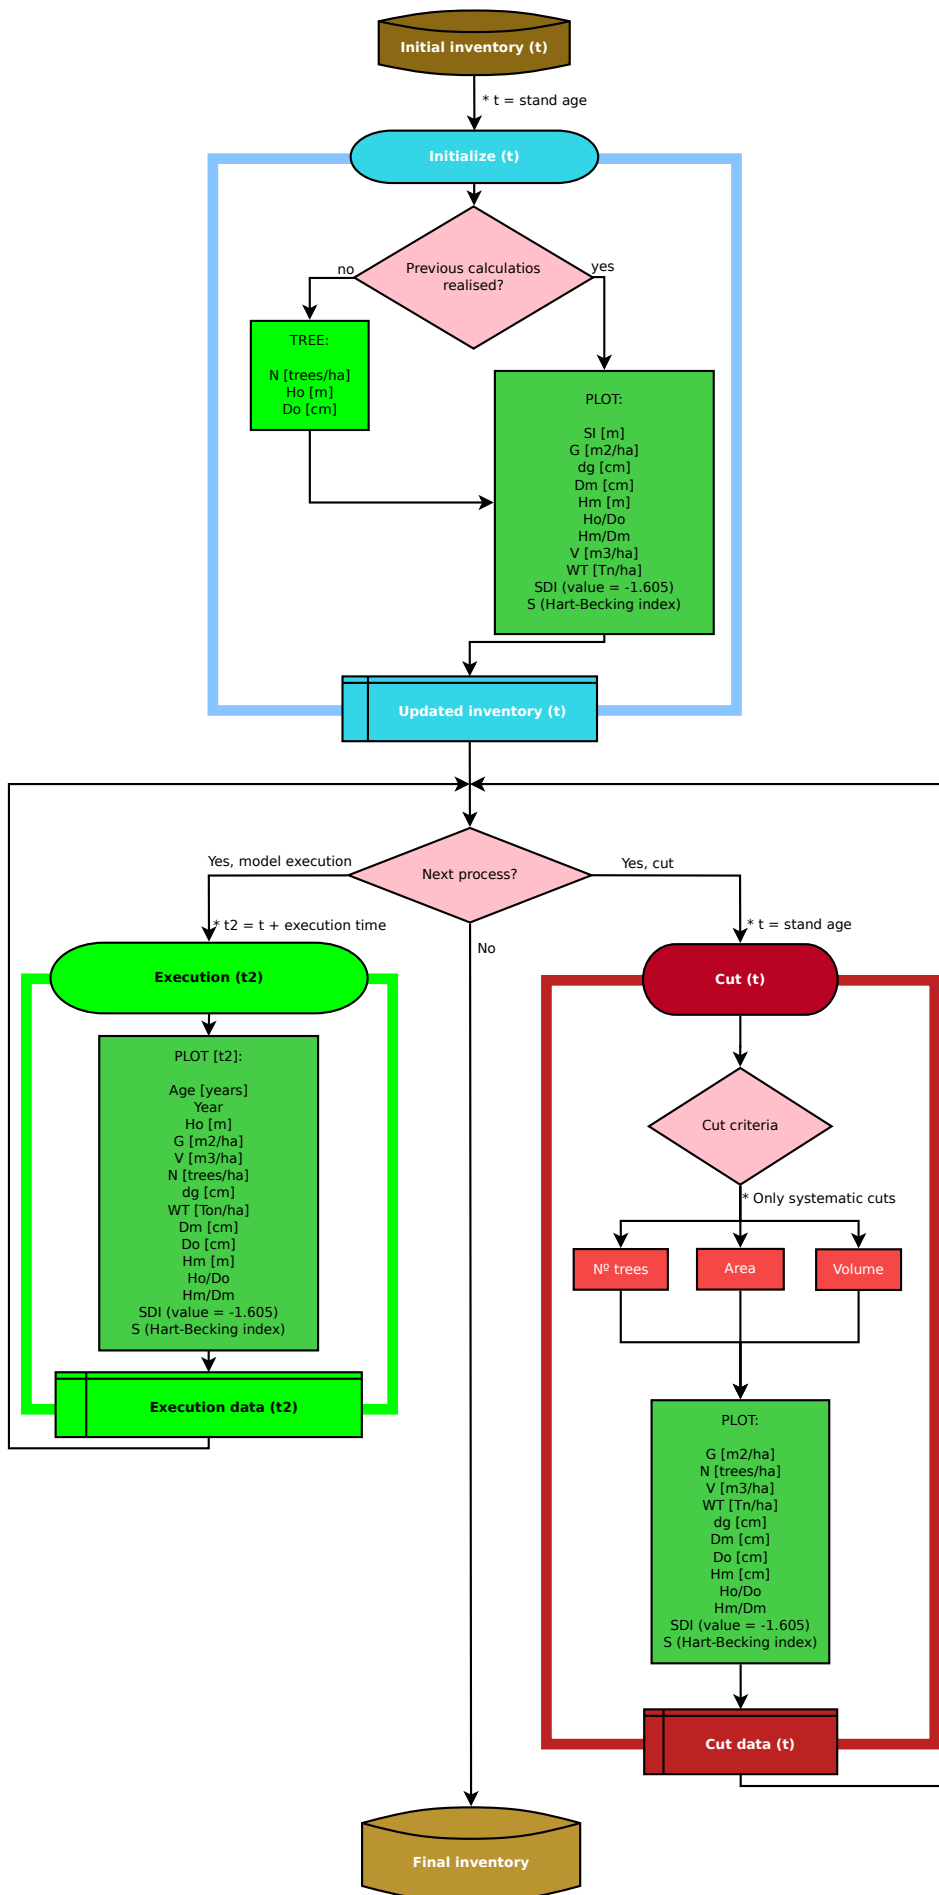 Initial inventory (t)
* t = stand age
Initialize (t)
Previous calculatios
realised?
no
yes
TREE:
N [trees/ha]
Ho [m]
Do [cm]
PLOT:
SI [m]
G [m2/ha]
dg [cm]
Dm [cm]
Hm [m]
Ho/Do
Hm/Dm
V [m3/ha]
WT [Tn/ha]
SDI (value = -1.605)
S (Hart-Becking index)
Updated inventory (t)
Next process?
Yes, model execution
Yes, cut
No
* t2 = t + execution time
Execution (t2)
PLOT [t2]:
Age [years]
Year
Ho [m]
G [m2/ha]
V [m3/ha]
N [trees/ha]
dg [cm]
WT [Ton/ha]
Dm [cm]
Do [cm]
Hm [m]
Ho/Do
Hm/Dm
SDI (value = -1.605)
S (Hart-Becking index)
Execution data (t2)
* t = stand age
Cut (t)
Cut criteria
* Only systematic cuts
Nº trees
Area
Volume
PLOT:
G [m2/ha]
N [trees/ha]
V [m3/ha]
WT [Tn/ha]
dg [cm]
Dm [cm]
Do [cm]
Hm [cm]
Ho/Do
Hm/Dm
SDI (value = -1.605)
S (Hart-Becking index)
Cut data (t)
Final inventory